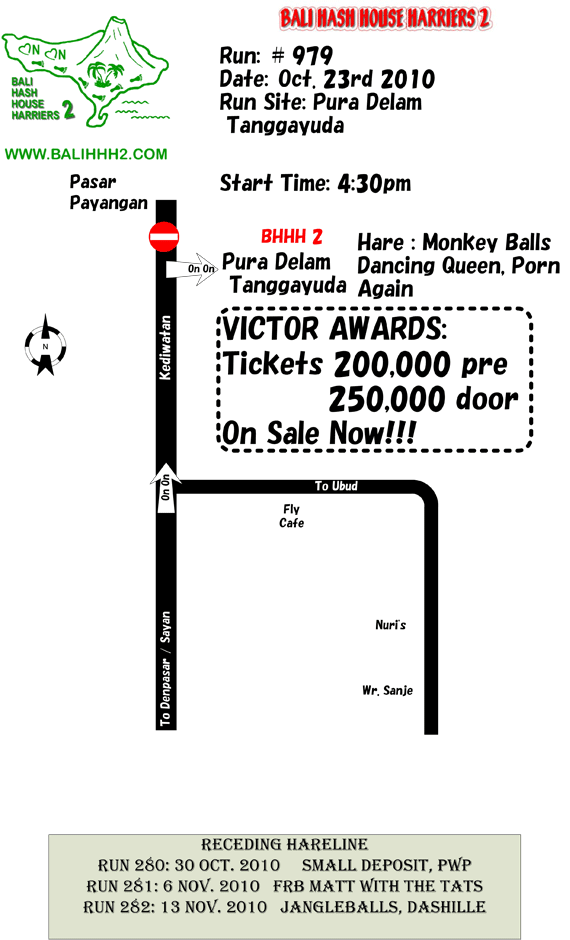 BALI HASH HOUSE HARRIERS 2
N N
BALI
HASH
HOUSE
HARRIERS 2
WWW.BALIHHH2.COM
Run: # 979
Date: Oct. 23rd 2010
Run Site: Pura Delam
Tanggayuda
Start Time: 4:30pm
Pasar
Payangan
BHHH 2
On On
Pura Delam
Tanggayuda
Hare : Monkey Balls
Dancing Queen, Porn
Again
Kediwatan
N
VICTOR AWARDS:
Tickets 200,000 pre
250,000 door
On Sale Now!!!
On On
To Ubud
Fly
Cafe
Nuri's
Wr. Sanje
To Denpasar / Sayan
RECEDING HARELINE
RUN 280: 30 OCT. 2010 SMALL DEPOSIT, PWP
RUN 281: 6 NOV. 2010 FRB MATT WITH THE TATS
RUN 282: 13 NOV. 2010 JANGLEBALLS, DASHILLE